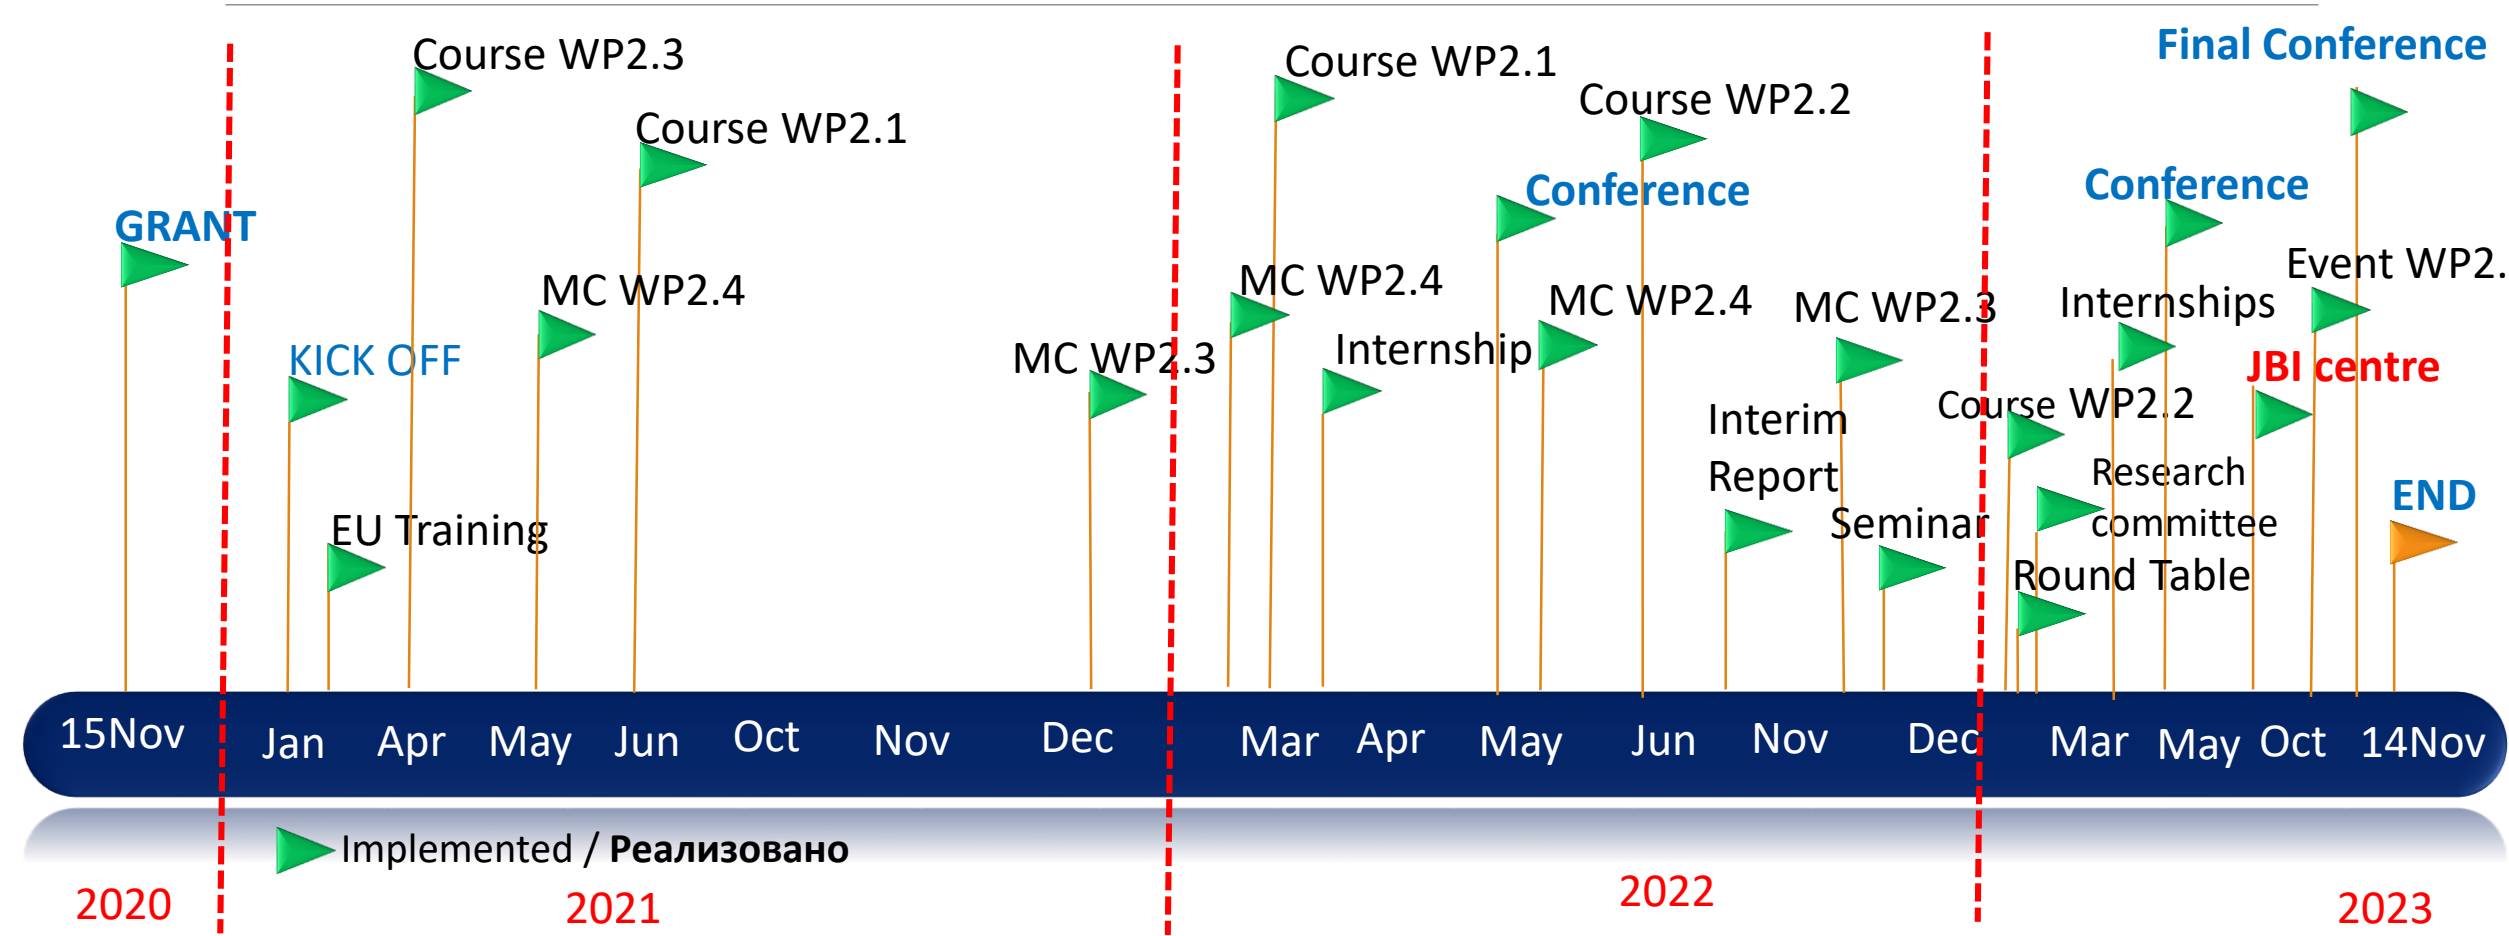 Final Conference
Course WP2.3
Course WP2.1
Course WP2.2
Course WP2.1
Conference
Conference
GRANT
Event WP2.
MC WP2.4
MC WP2.4
MC WP2.4
MC WP2.3
Internships
KICK OFF
MC WP2.3
Internship
JBI centre
Course WP2.2
Interim
Report
Research
committee
END
EU Training
Seminar
Round Table
15Nov Jan Apr May Jun Oct Nov Dec Mar Apr May Jun Nov Dec Mar May Oct 14Nov
Implemented / Реализовано
2020 2021 2022 2023